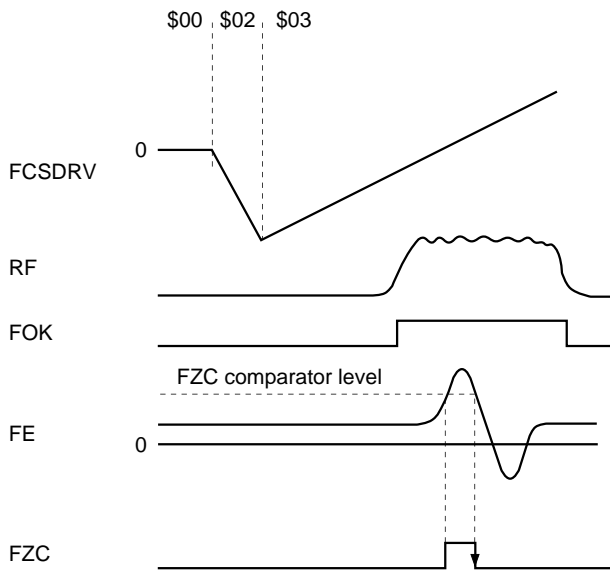 $00 $02 $03
0
FCSDRV
RF
FOK
FZC comparator level
FE
0
FZC